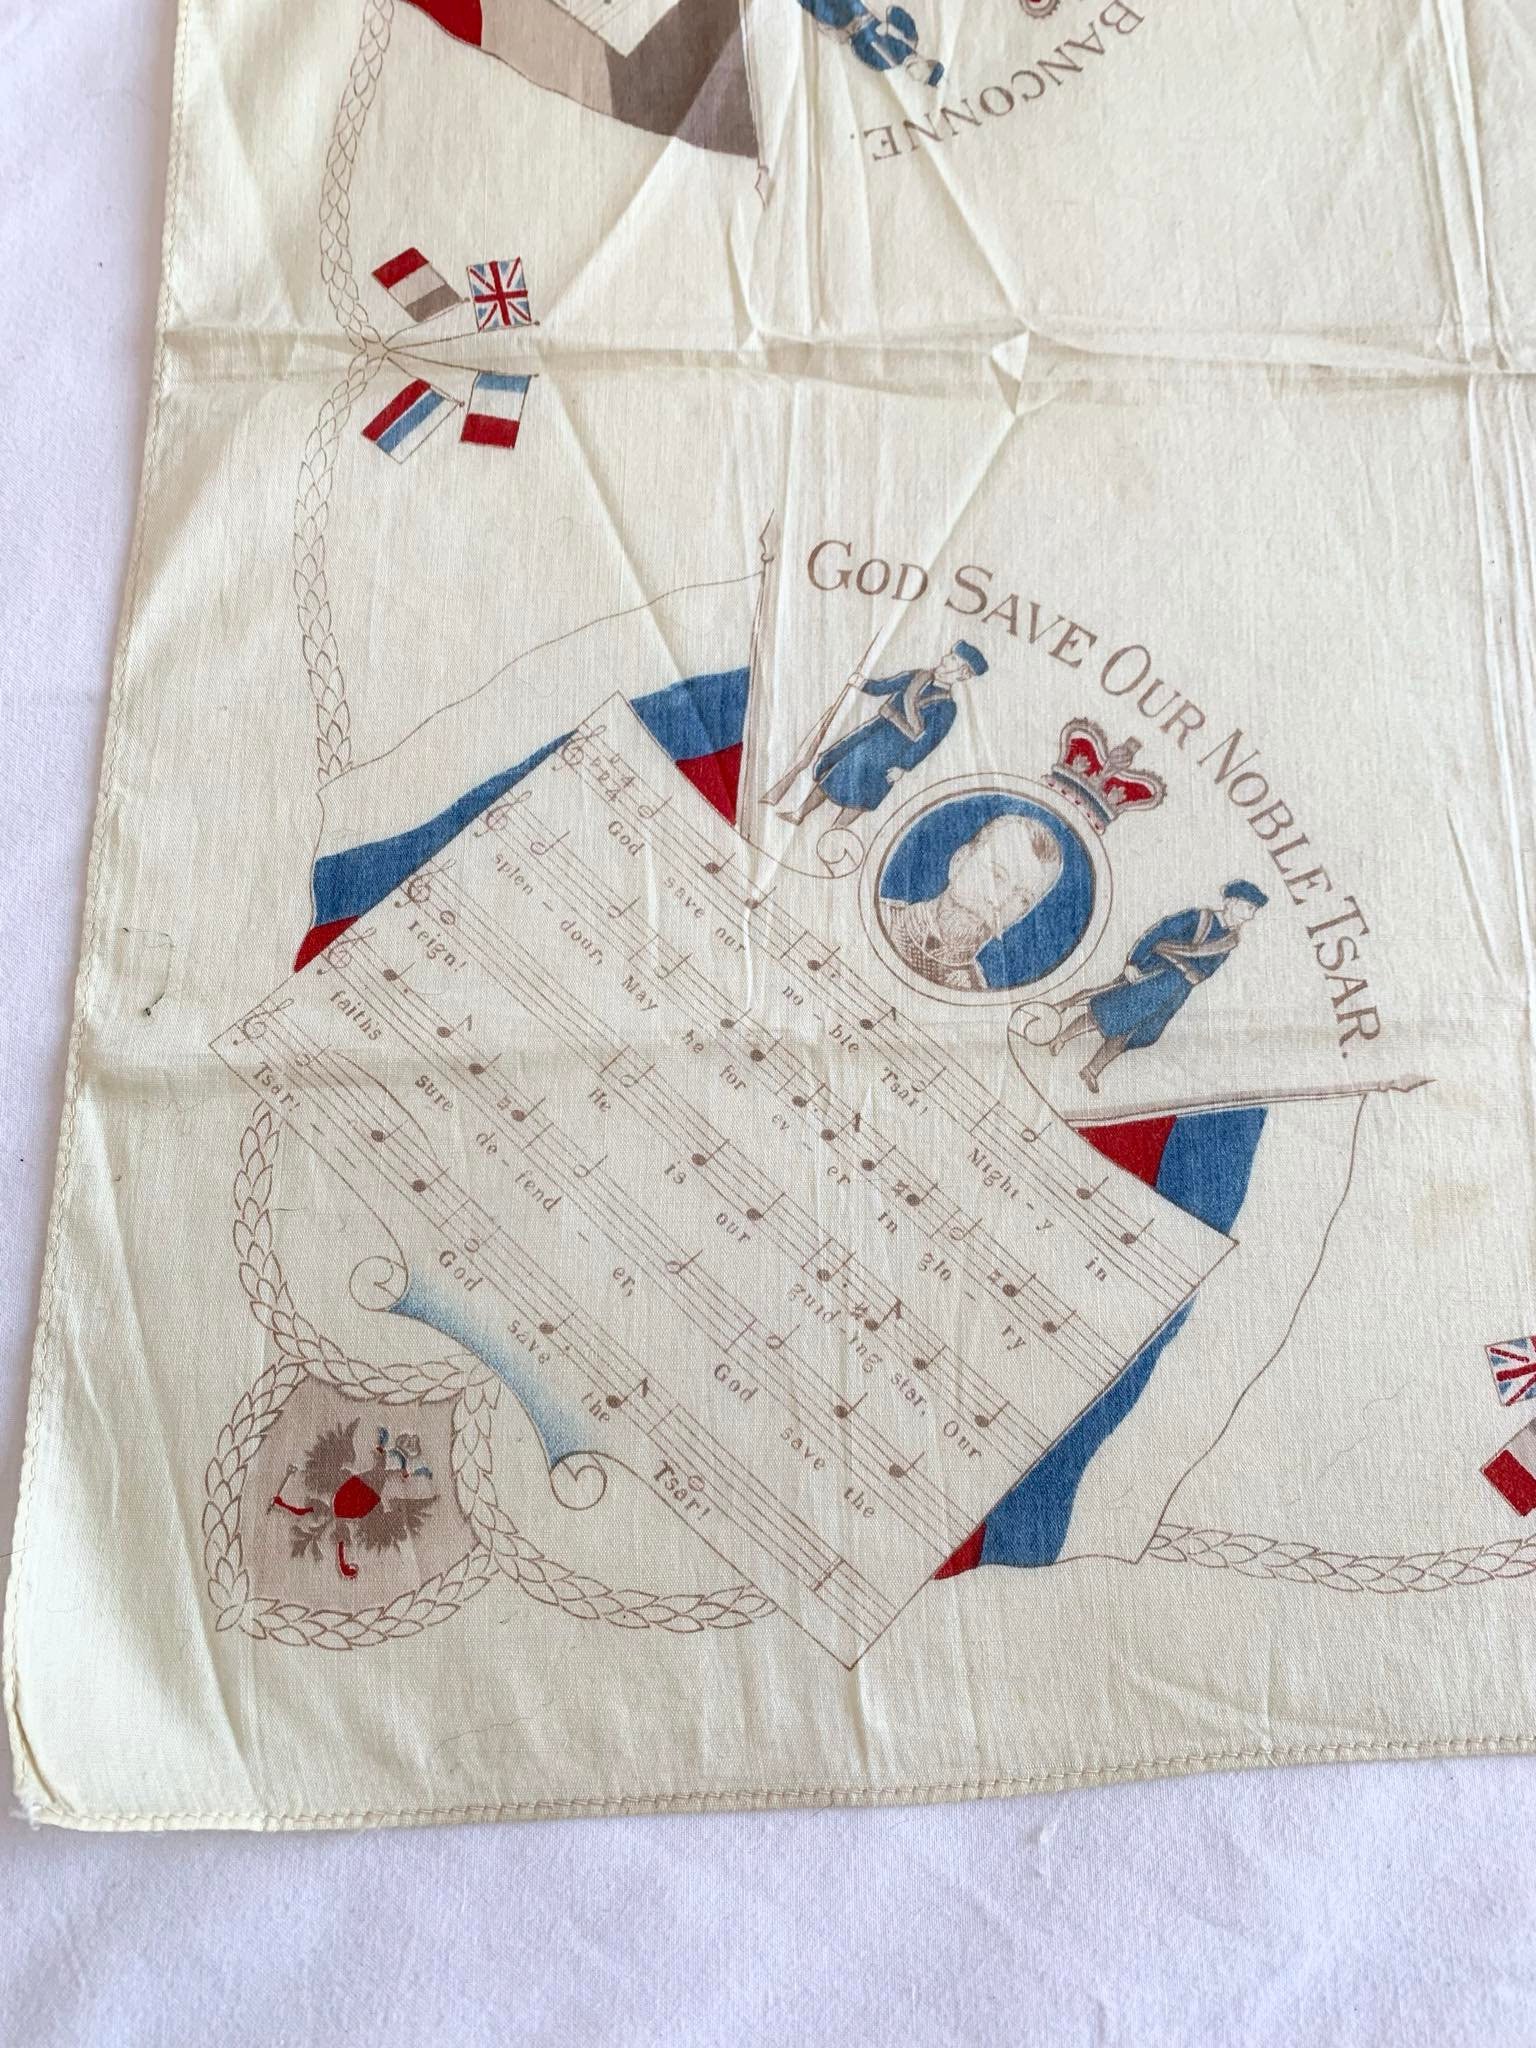 BANCONNE.
GOD SAVE OUR NOBLE TSAR.
God save our no - ble Tsar! Might - y in
splen - dour, May he for ev - er in glo - ry
reign! He is our guid - ing star, Our
faiths sure de - fend - er, God save the
Tsar! - - God save the Tsar!